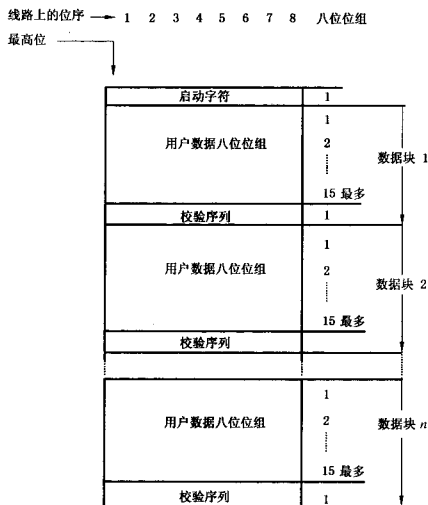 线路上的位序 1 2 3 4 5 6 7 8 八位位组
最高位
启动字符 1
1
用户数据八位位组 2
数据块 1
15 最多
校验序列 1
1
用户数据八位位组 2
数据块 2
15 最多
校验序列
1
用户数据八位位组 2
数据块 n
15 最多
校验序列 1